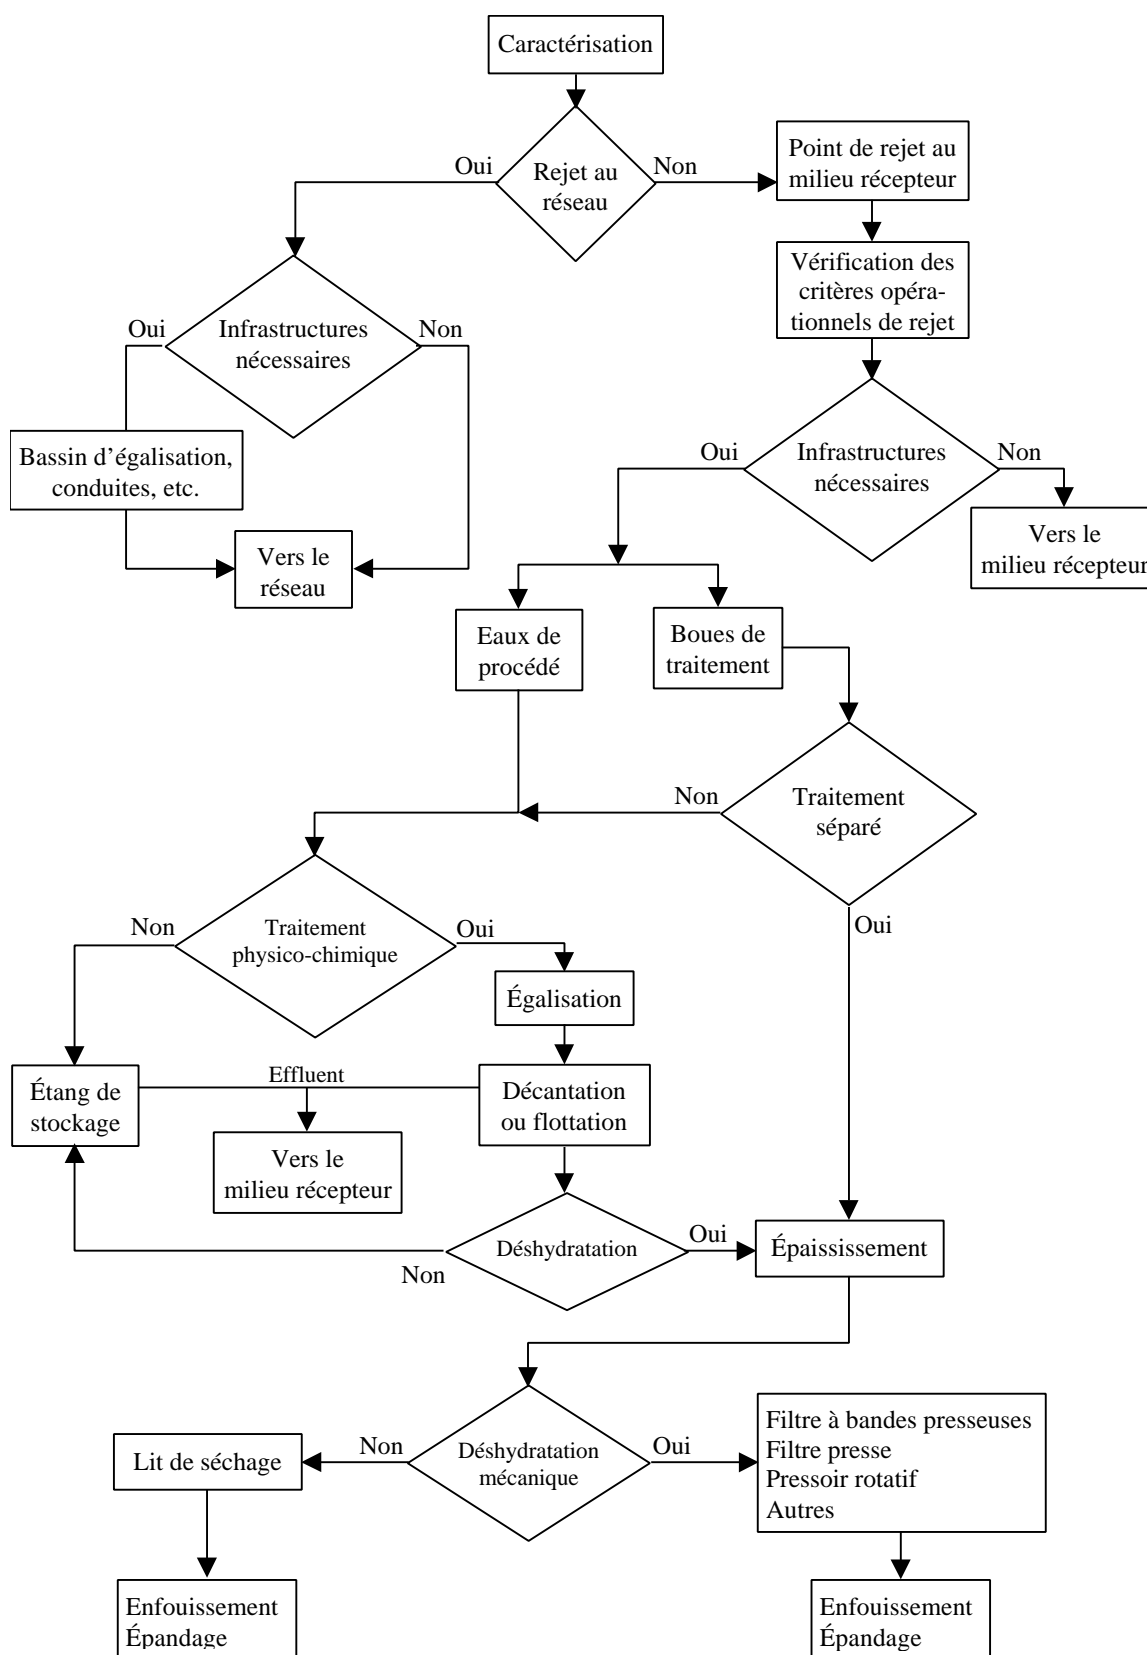 Caractérisation
Rejet au
réseau
Oui
Non
Point de rejet au
milieu récepteur
Vérification des
critères opéra-
tionnels de rejet
Infrastructures
nécessaires
Oui
Non
Bassin d'égalisation,
conduites, etc.
Vers le
réseau
Infrastructures
nécessaires
Oui
Non
Vers le
milieu récepteur
Eaux de
procédé
Boues de
traitement
Traitement
séparé
Non
Oui
Traitement
physico-chimique
Non
Oui
Égalisation
Étang de
stockage
Effluent
Décantation
ou flottation
Vers le
milieu récepteur
Déshydratation
Non
Oui
Épaississement
Déshydratation
mécanique
Non
Oui
Lit de séchage
Filtre à bandes presseuses
Filtre presse
Pressoir rotatif
Autres
Enfouissement
Épandage
Enfouissement
Épandage